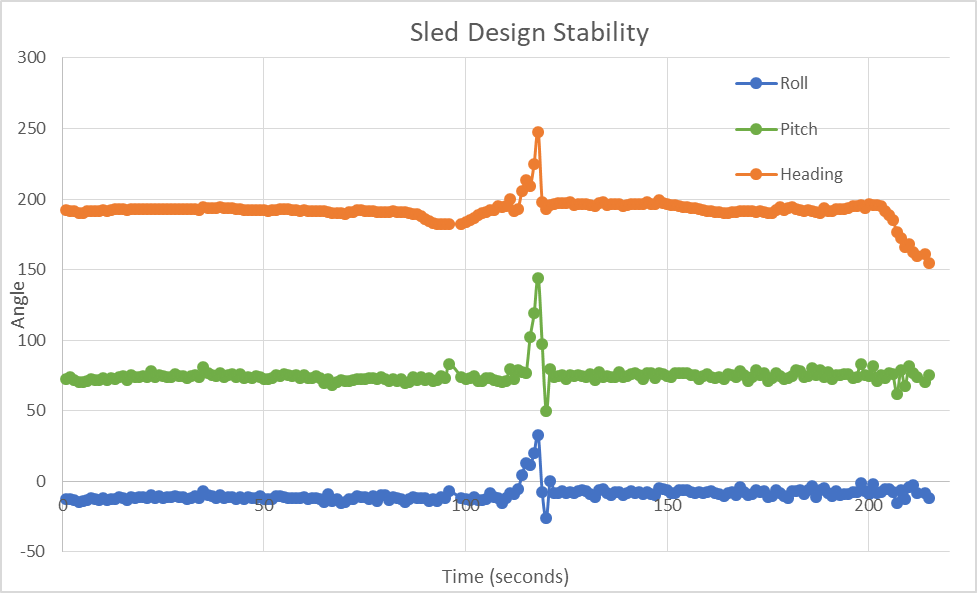 Sled Design Stability
300
250
200
150
100
50
0
-50
0 50 100 150 200
Angle
Time (seconds)
Roll
Pitch
Heading